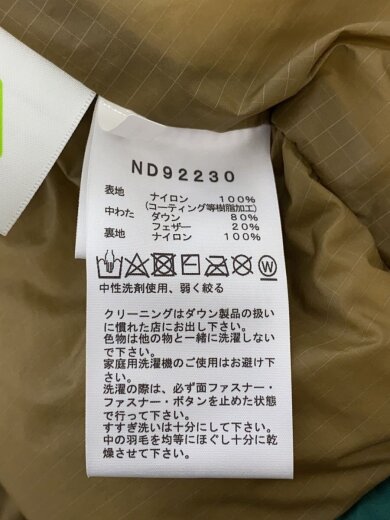 ND92230
表地 ナイロン 100%
(コーティング等樹脂加工)
中わた ダウン 80%
フェザー 20%
裏地 ナイロン 100%
W
中性洗剤使用、弱く絞る
クリーニングはダウン製品の扱い
に慣れた店にお出し下さい。
色物は他の物と一緒に洗濯しない
で下さい。
家庭用洗濯機のご使用はお避け下
さい。
洗濯の際は、必ず面ファスナー・
ファスナー・ボタンを止めた状態
で行って下さい。
すすぎ洗いは十分にして下さい。
中の羽毛を均等にほぐし十分に乾
燥させて下さい。